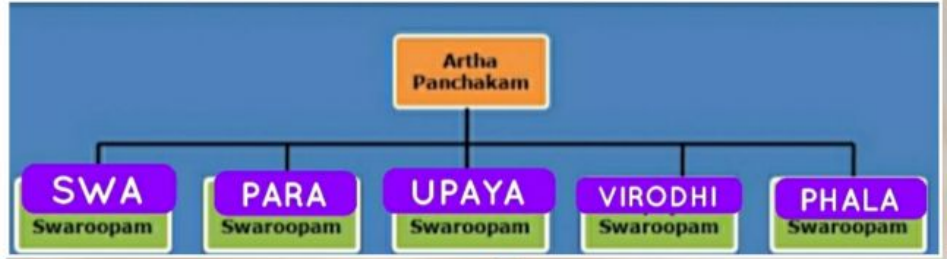 Artha
Panchakam
SWA
Swaroopam
PARA
Swaroopam
UPAYA
Swaroopam
VIRODHI
Swaroopam
PHALA
Swaroopam